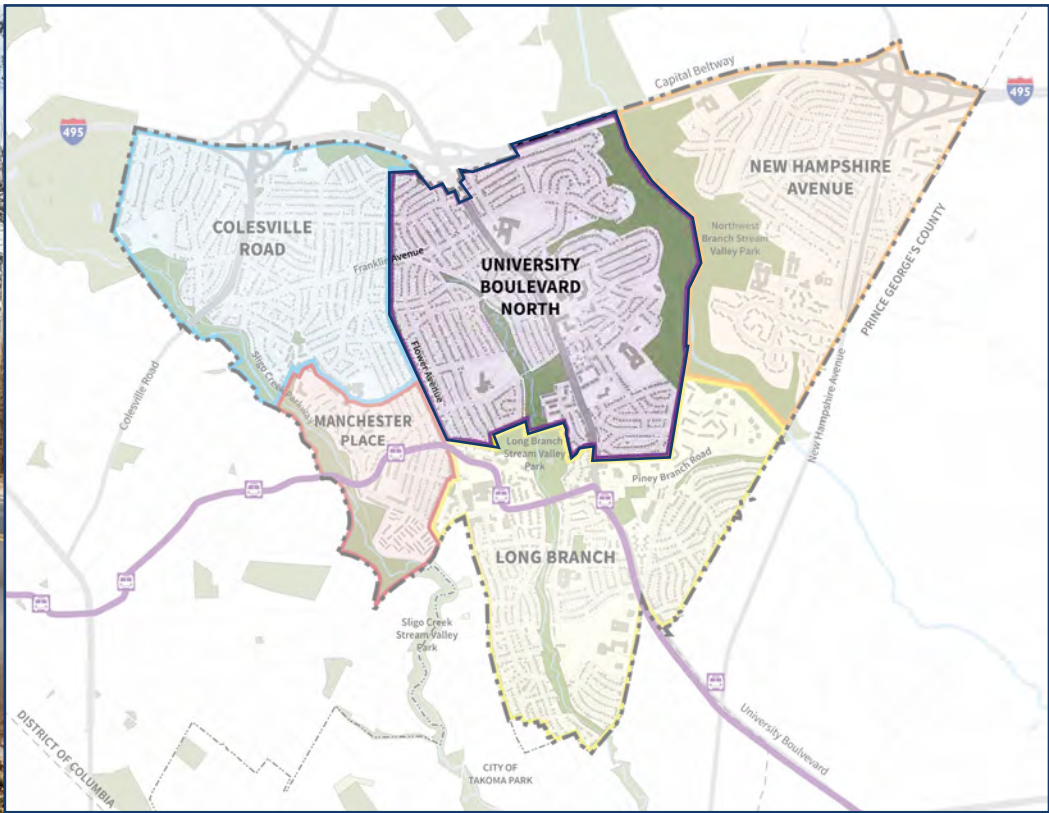 Capital Beltway
495
495
NEW HAMPSHIRE
AVENUE
COLESVILLE
ROAD
Northwest
Branch Stream
Valley Park
Franklin Avenue
UNIVERSITY
BOULEVARD
NORTH
PRINCE GEORGE'S COUNTY
Flower Avenue
Sligo Creek Parkway
Colesville Road
New Hampshire Avenue
MANCHESTER
PLACE
Long Branch
Stream Valley
Park
Piney Branch Road
LONG BRANCH
Sligo Creek
Stream Valley
Park
University Boulvevard
DISTRICT OF COLUMBIA
CITY OF
TAKOMA PARK